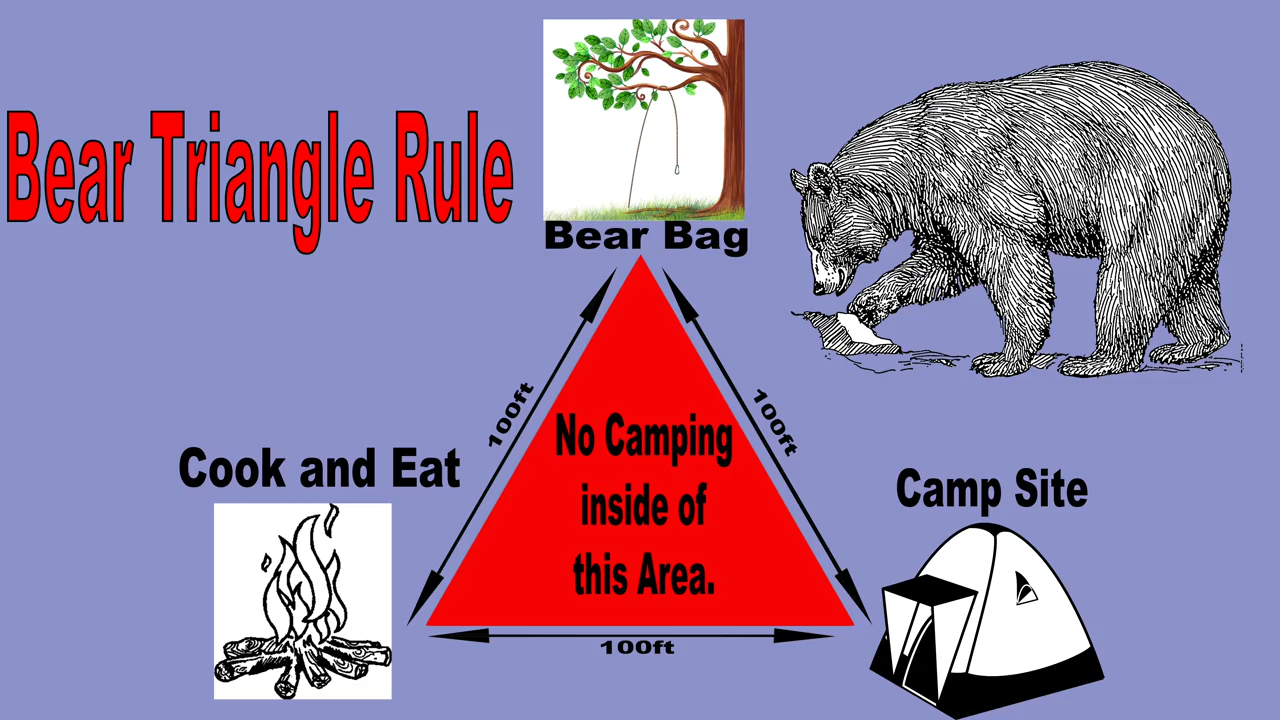 Bear Triangle Rule
Bear Bag
100ft
100ft
No Camping
inside of
this Area.
Cook and Eat
Camp Site
100ft